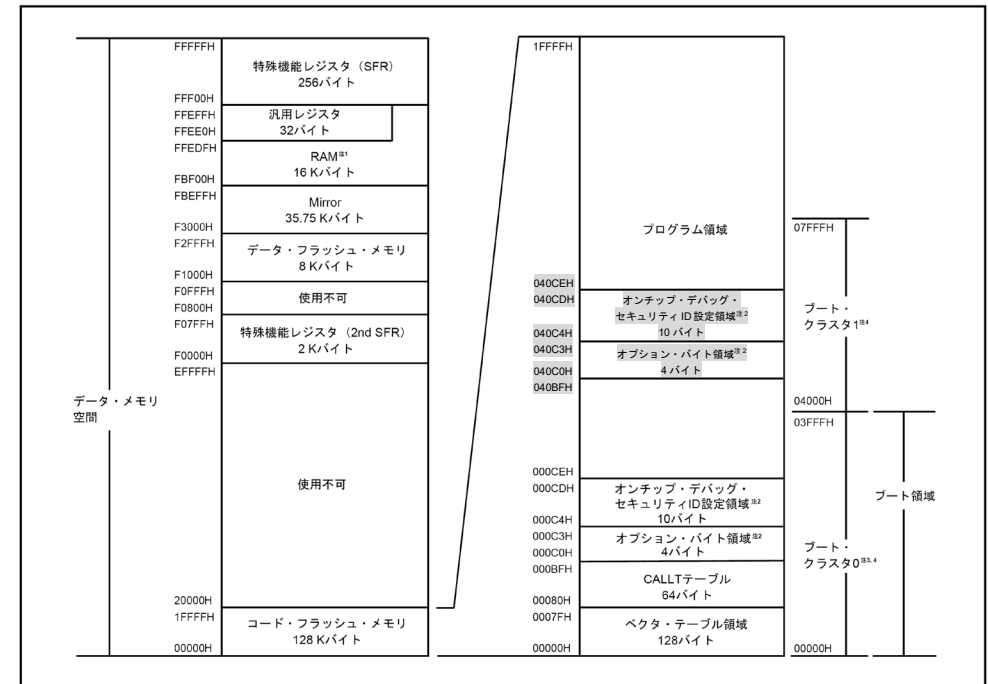 FFFFFH
特殊機能レジスタ（SFR）
256バイト
FFF00H
FFEFFH
汎用レジスタ
32バイト
FFEE0H
FFEDFH
RAM注1
16 Kバイト
FBF00H
FBEFFH
Mirror
35.75 Kバイト
F3000H
F2FFFH
データ・フラッシュ・メモリ
8 Kバイト
F1000H
F0FFFH
使用不可
F0800H
F07FFH
特殊機能レジスタ（2nd SFR）
2 Kバイト
F0000H
EFFFFH
データ・メモリ
空間
使用不可
20000H
1FFFFH
コード・フラッシュ・メモリ
128 Kバイト
00000H
1FFFFH
プログラム領域
040CEH
040CDH
オンチップ・デバッグ・
セキュリティID設定領域注2
10 バイト
040C4H
040C3H
オプション・バイト領域注2
4 バイト
040C0H
040BFH
000CEH
000CDH
オンチップ・デバッグ・
セキュリティID設定領域注2
10バイト
000C4H
000C3H
オプション・バイト領域注2
4バイト
000C0H
000BFH
CALLTテーブル
64バイト
00080H
0007FH
ベクタ・テーブル領域
128バイト
00000H
07FFFH
ブート・
クラスタ1注4
04000H
03FFFH
ブート領域
ブート・
クラスタ0注3, 4
00000H